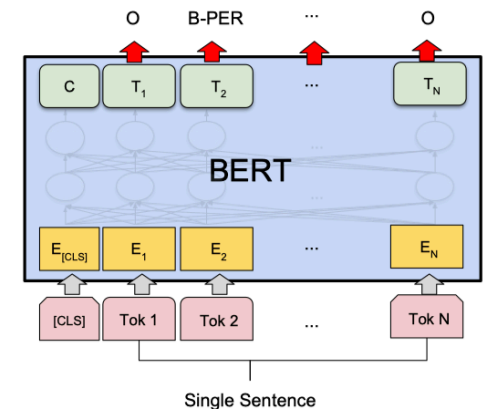 O B-PER ... O
C T1 T2 ... TN
...
BERT
...
E[CLS] E1 E2 ... EN
[CLS] Tok 1 Tok 2 ... Tok N
Single Sentence